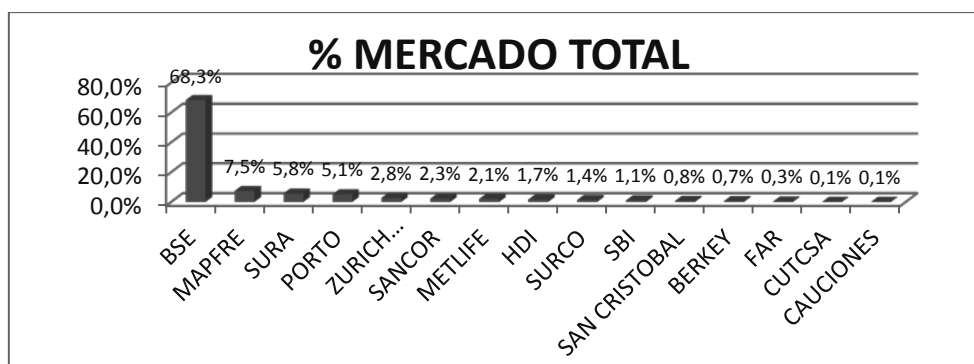 % MERCADO TOTAL
80,0%
60,0%
40,0%
20,0%
0,0%
68,3%
7,5%
5,8%
5,1%
2,8%
2,3%
2,1%
1,7%
1,4%
1,1%
0,8%
0,7%
0,3%
0,1%
0,1%
BSE
MAPFRE
SURA
PORTO
ZURICH...
SANCOR
METLIFE
HDI
SURCO
SBI
SAN CRISTOBAL
BERKEY
FAR
CUTCSA
CAUCIONES